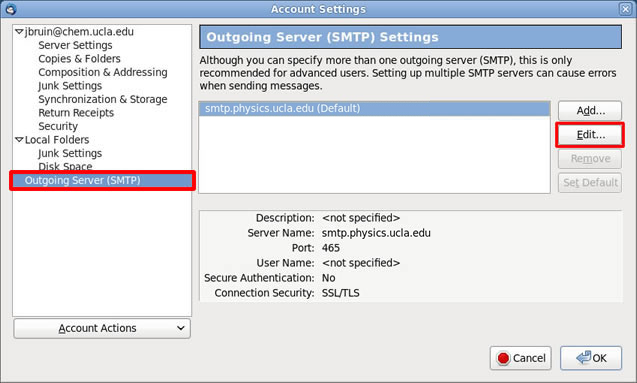 Account Settings
jbruin@chem.ucla.edu
Server Settings
Copies & Folders
Composition & Addressing
Junk Settings
Synchronization & Storage
Return Receipts
Security
Local Folders
Junk Settings
Disk Space
Outgoing Server (SMTP)
Account Actions
Outgoing Server (SMTP) Settings
Although you can specify more than one outgoing server (SMTP), this is only
recommended for advanced users. Setting up multiple SMTP servers can cause errors
when sending messages.
smtp.physics.ucla.edu (Default)
Add...
Edit...
Remove
Set Default
Description: <not specified>
Server Name: smtp.physics.ucla.edu
Port: 465
User Name: <not specified>
Secure Authentication: No
Connection Security: SSL/TLS
Cancel
OK